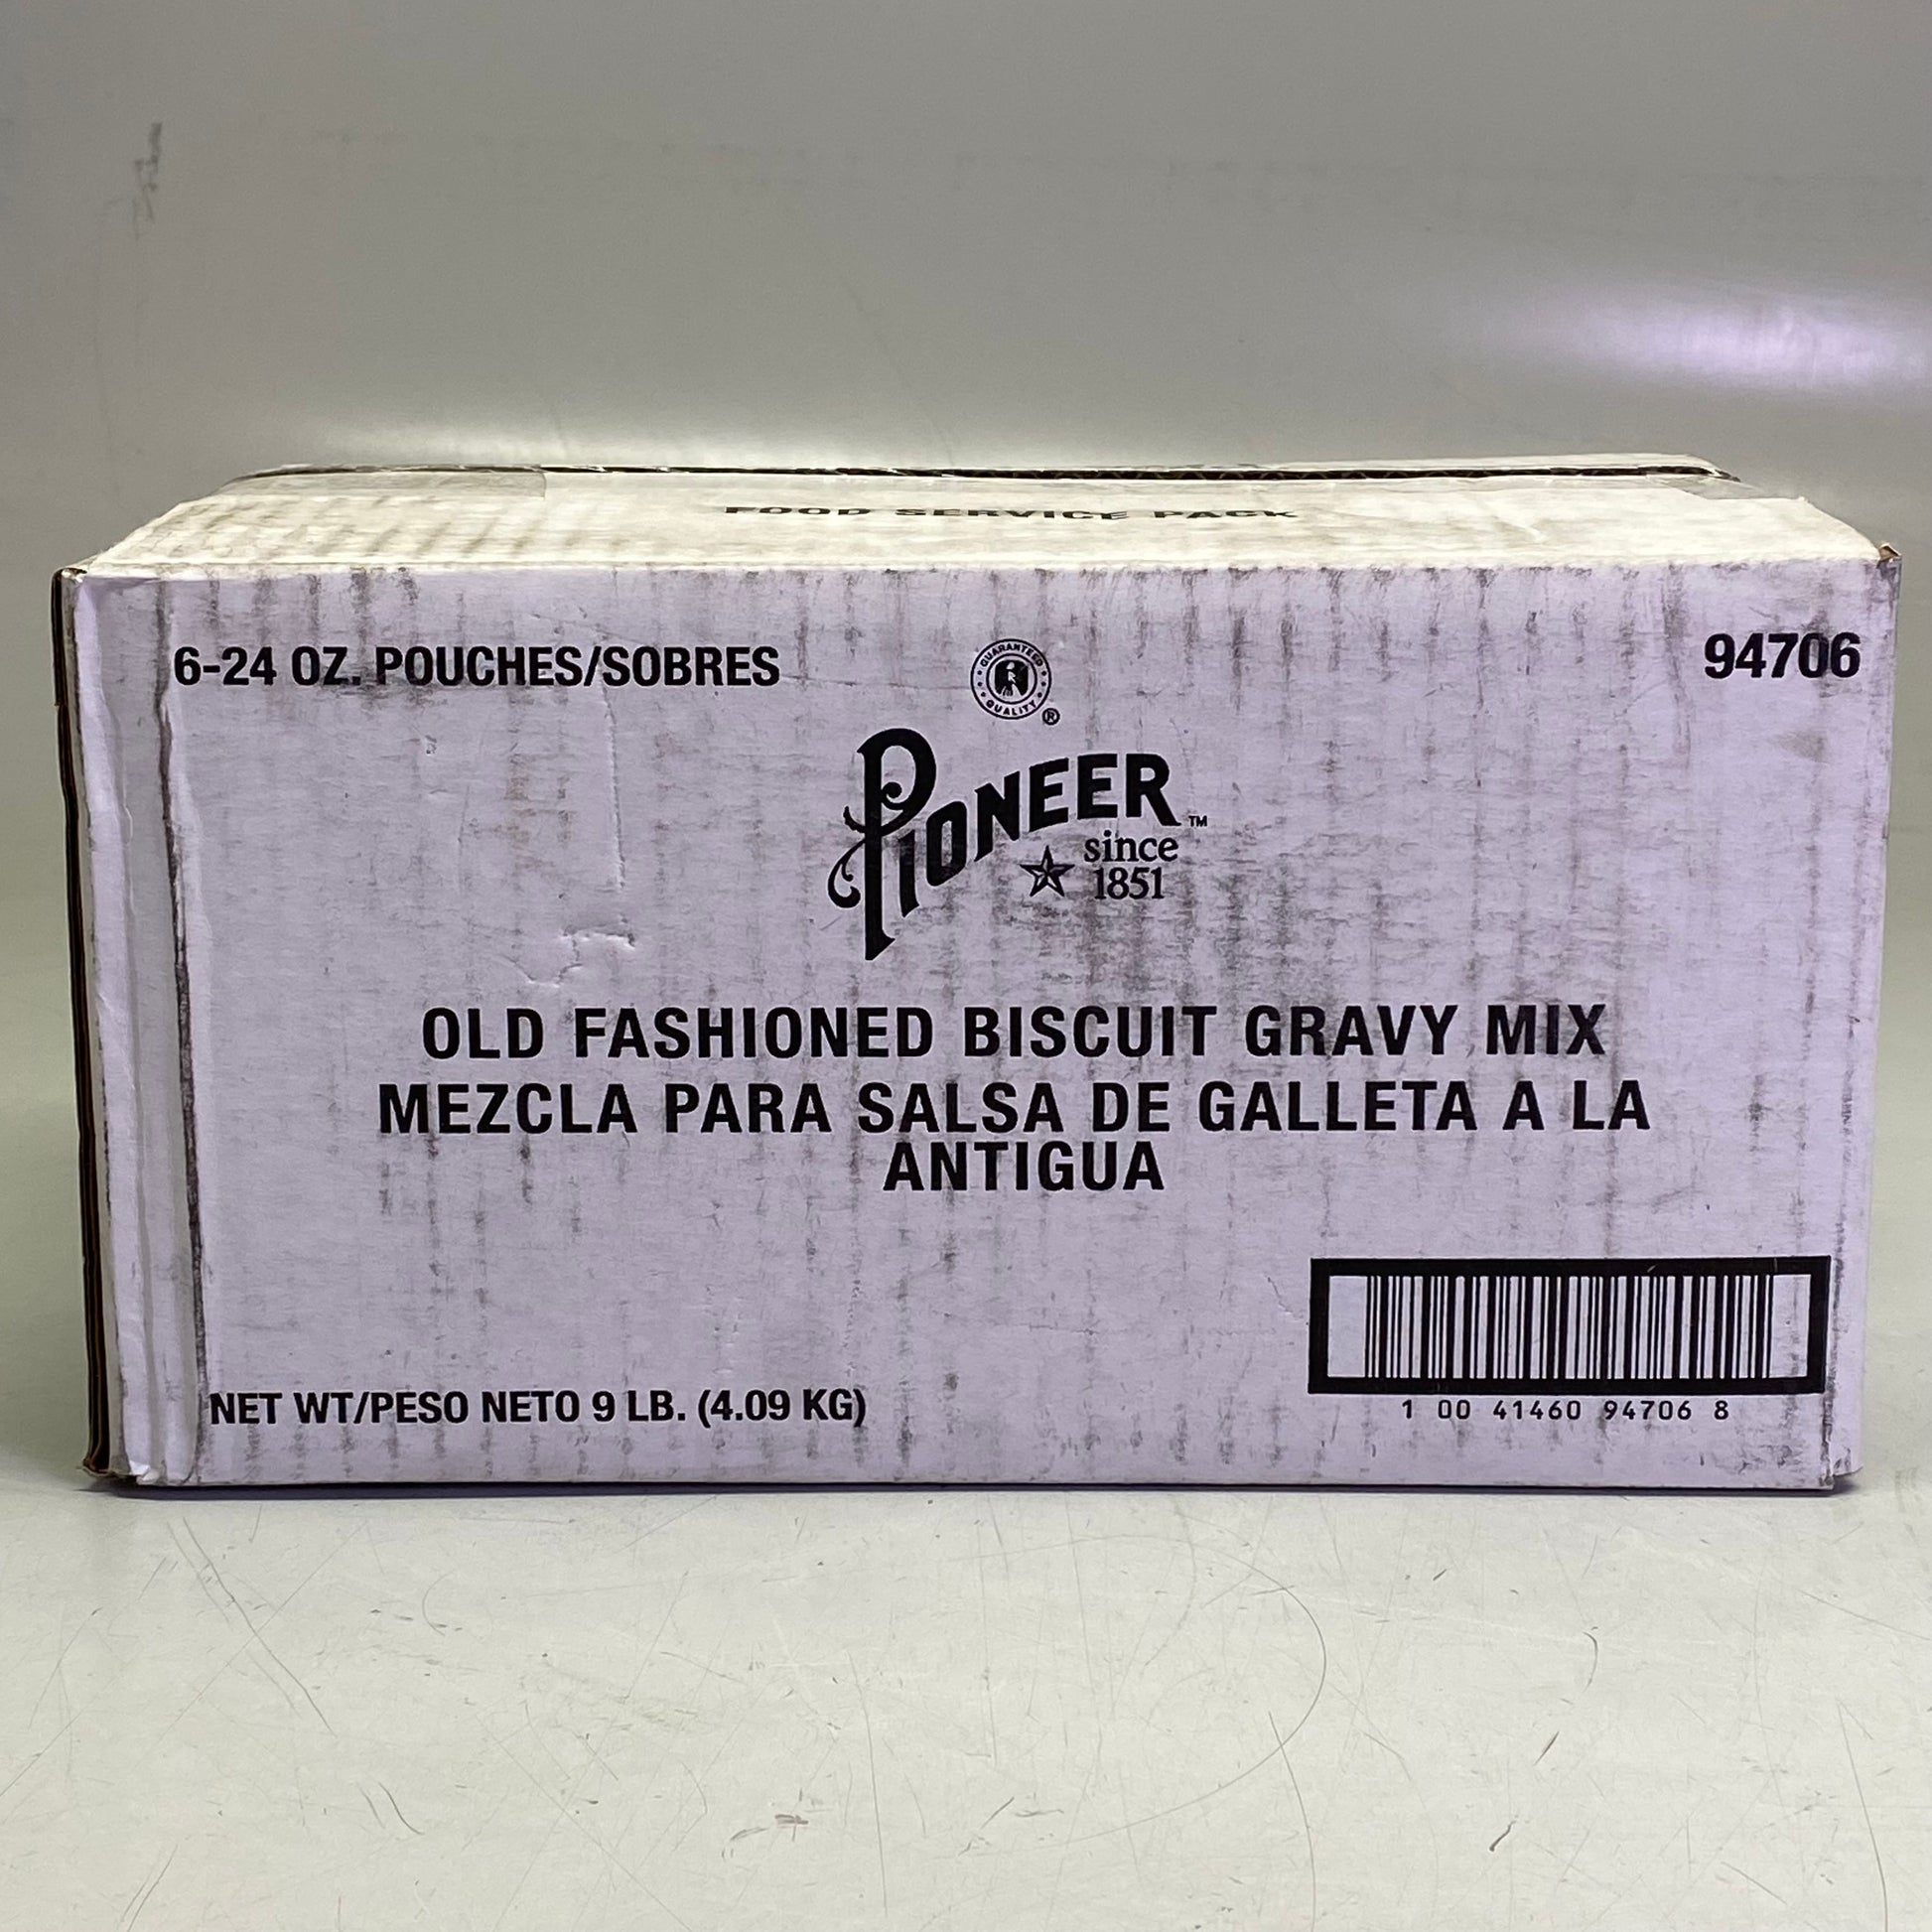 FOOD SERVICE PACK
6-24 OZ. POUCHES/SOBRES
94706
GUARANTEED
QUALITY
®
PIONEER™
since
1851
OLD FASHIONED BISCUIT GRAVY MIX
MEZCLA PARA SALSA DE GALLETA A LA
ANTIGUA
NET WT/PESO NETO 9 LB. (4.09 KG)
1 00 41460 94706 8